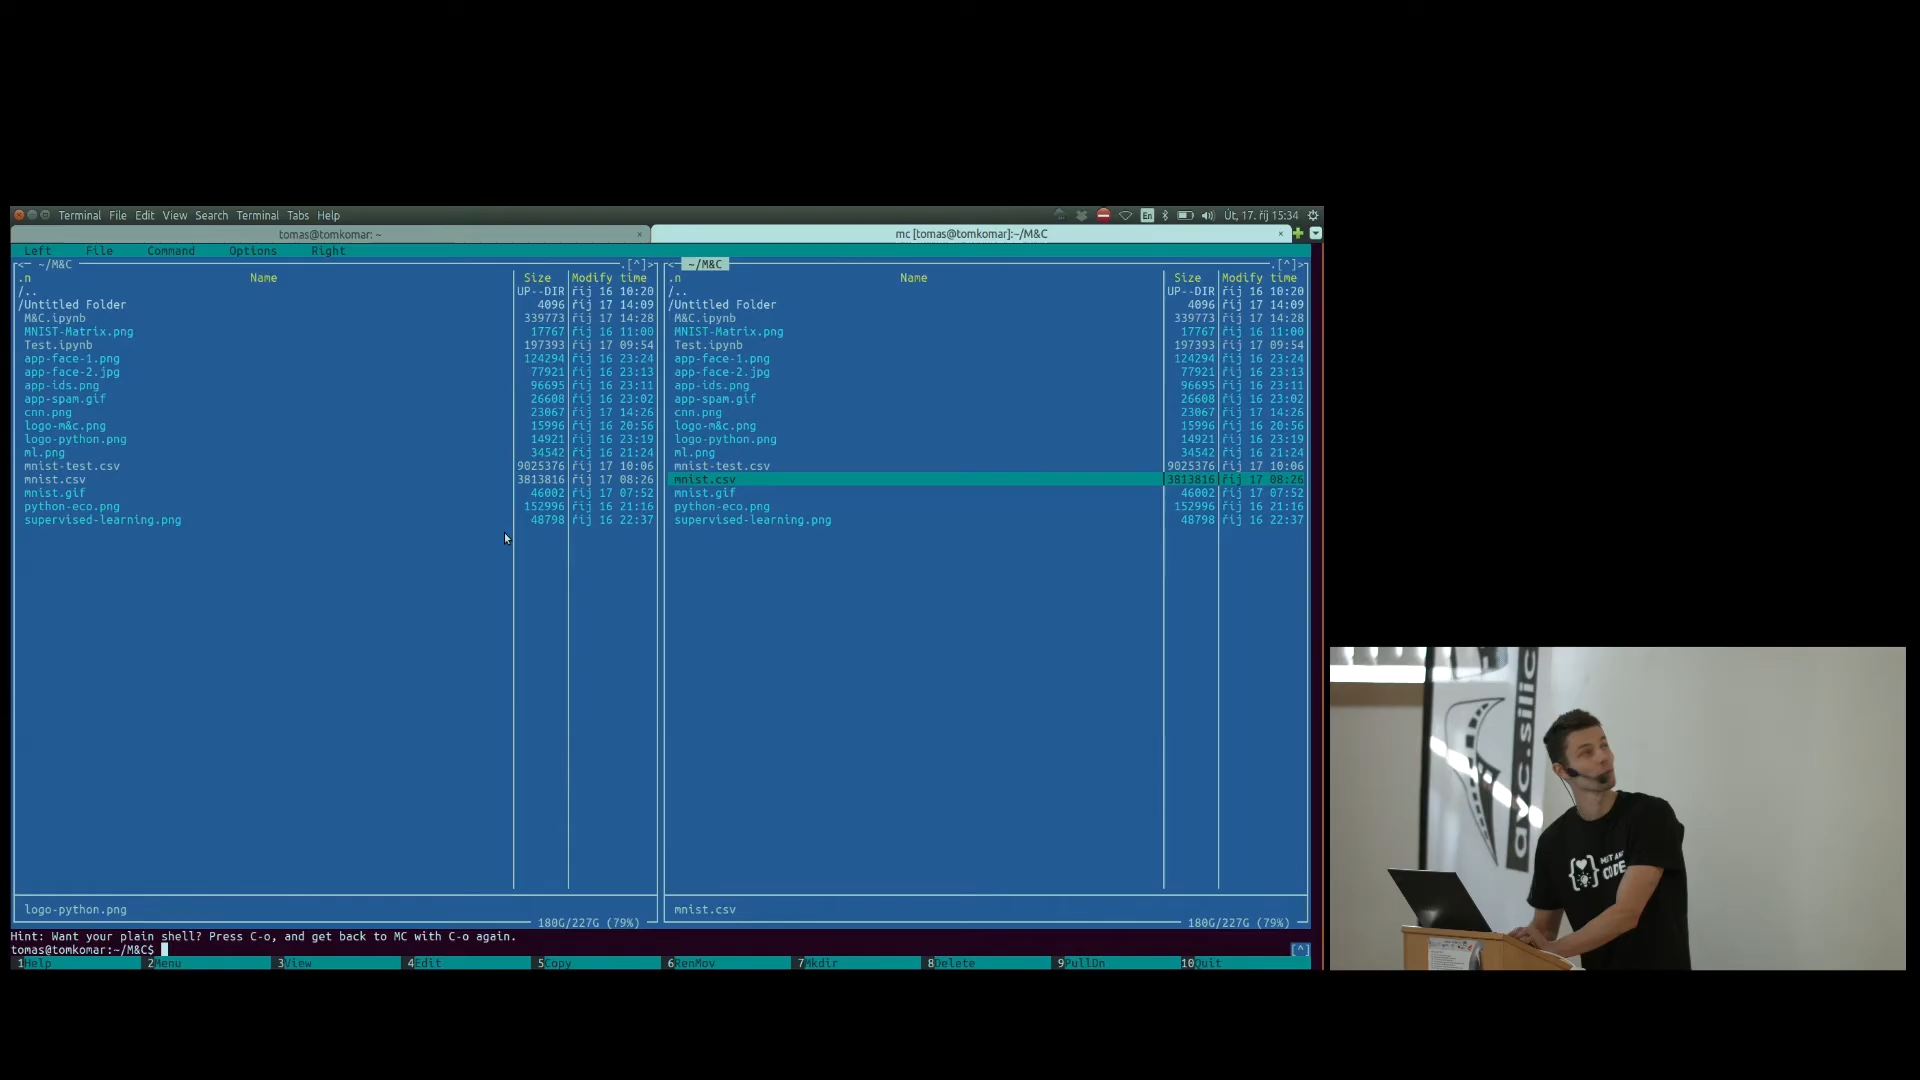 Terminal File Edit View Search Terminal Tabs Help
En Út, 17. říj 15:34
tomas@tomkomar: ~ ×
mc [tomas@tomkomar]:~/M&C ×
Left File Command Options Right
<─ ~/M&C .[^]>
.n Name Size Modify time
/.. UP--DIR říj 16 10:20
/Untitled Folder 4096 říj 17 14:09
M&C.ipynb 339773 říj 17 14:28
MNIST-Matrix.png 17767 říj 16 11:00
Test.ipynb 197393 říj 17 09:54
app-face-1.png 124294 říj 16 23:24
app-face-2.jpg 77921 říj 16 23:13
app-ids.png 96695 říj 16 23:11
app-spam.gif 26608 říj 16 23:02
cnn.png 23067 říj 17 14:26
logo-m&c.png 15996 říj 16 20:56
logo-python.png 14921 říj 16 23:19
ml.png 34542 říj 16 21:24
mnist-test.csv 9025376 říj 17 10:06
mnist.csv 3813816 říj 17 08:26
mnist.gif 46002 říj 17 07:52
python-eco.png 152996 říj 16 21:16
supervised-learning.png 48798 říj 16 22:37
logo-python.png
180G/227G (79%)
<─ ~/M&C .[^]>
.n Name Size Modify time
/.. UP--DIR říj 16 10:20
/Untitled Folder 4096 říj 17 14:09
M&C.ipynb 339773 říj 17 14:28
MNIST-Matrix.png 17767 říj 16 11:00
Test.ipynb 197393 říj 17 09:54
app-face-1.png 124294 říj 16 23:24
app-face-2.jpg 77921 říj 16 23:13
app-ids.png 96695 říj 16 23:11
app-spam.gif 26608 říj 16 23:02
cnn.png 23067 říj 17 14:26
logo-m&c.png 15996 říj 16 20:56
logo-python.png 14921 říj 16 23:19
ml.png 34542 říj 16 21:24
mnist-test.csv 9025376 říj 17 10:06
mnist.csv 3813816 říj 17 08:26
mnist.gif 46002 říj 17 07:52
python-eco.png 152996 říj 16 21:16
supervised-learning.png 48798 říj 16 22:37
mnist.csv
180G/227G (79%)
Hint: Want your plain shell? Press C-o, and get back to MC with C-o again.
tomas@tomkomar:~/M&C$ [^]
1Help 2Menu 3View 4Edit 5Copy 6RenMov 7Mkdir 8Delete 9PullDn 10Quit
avc.silic
CODE